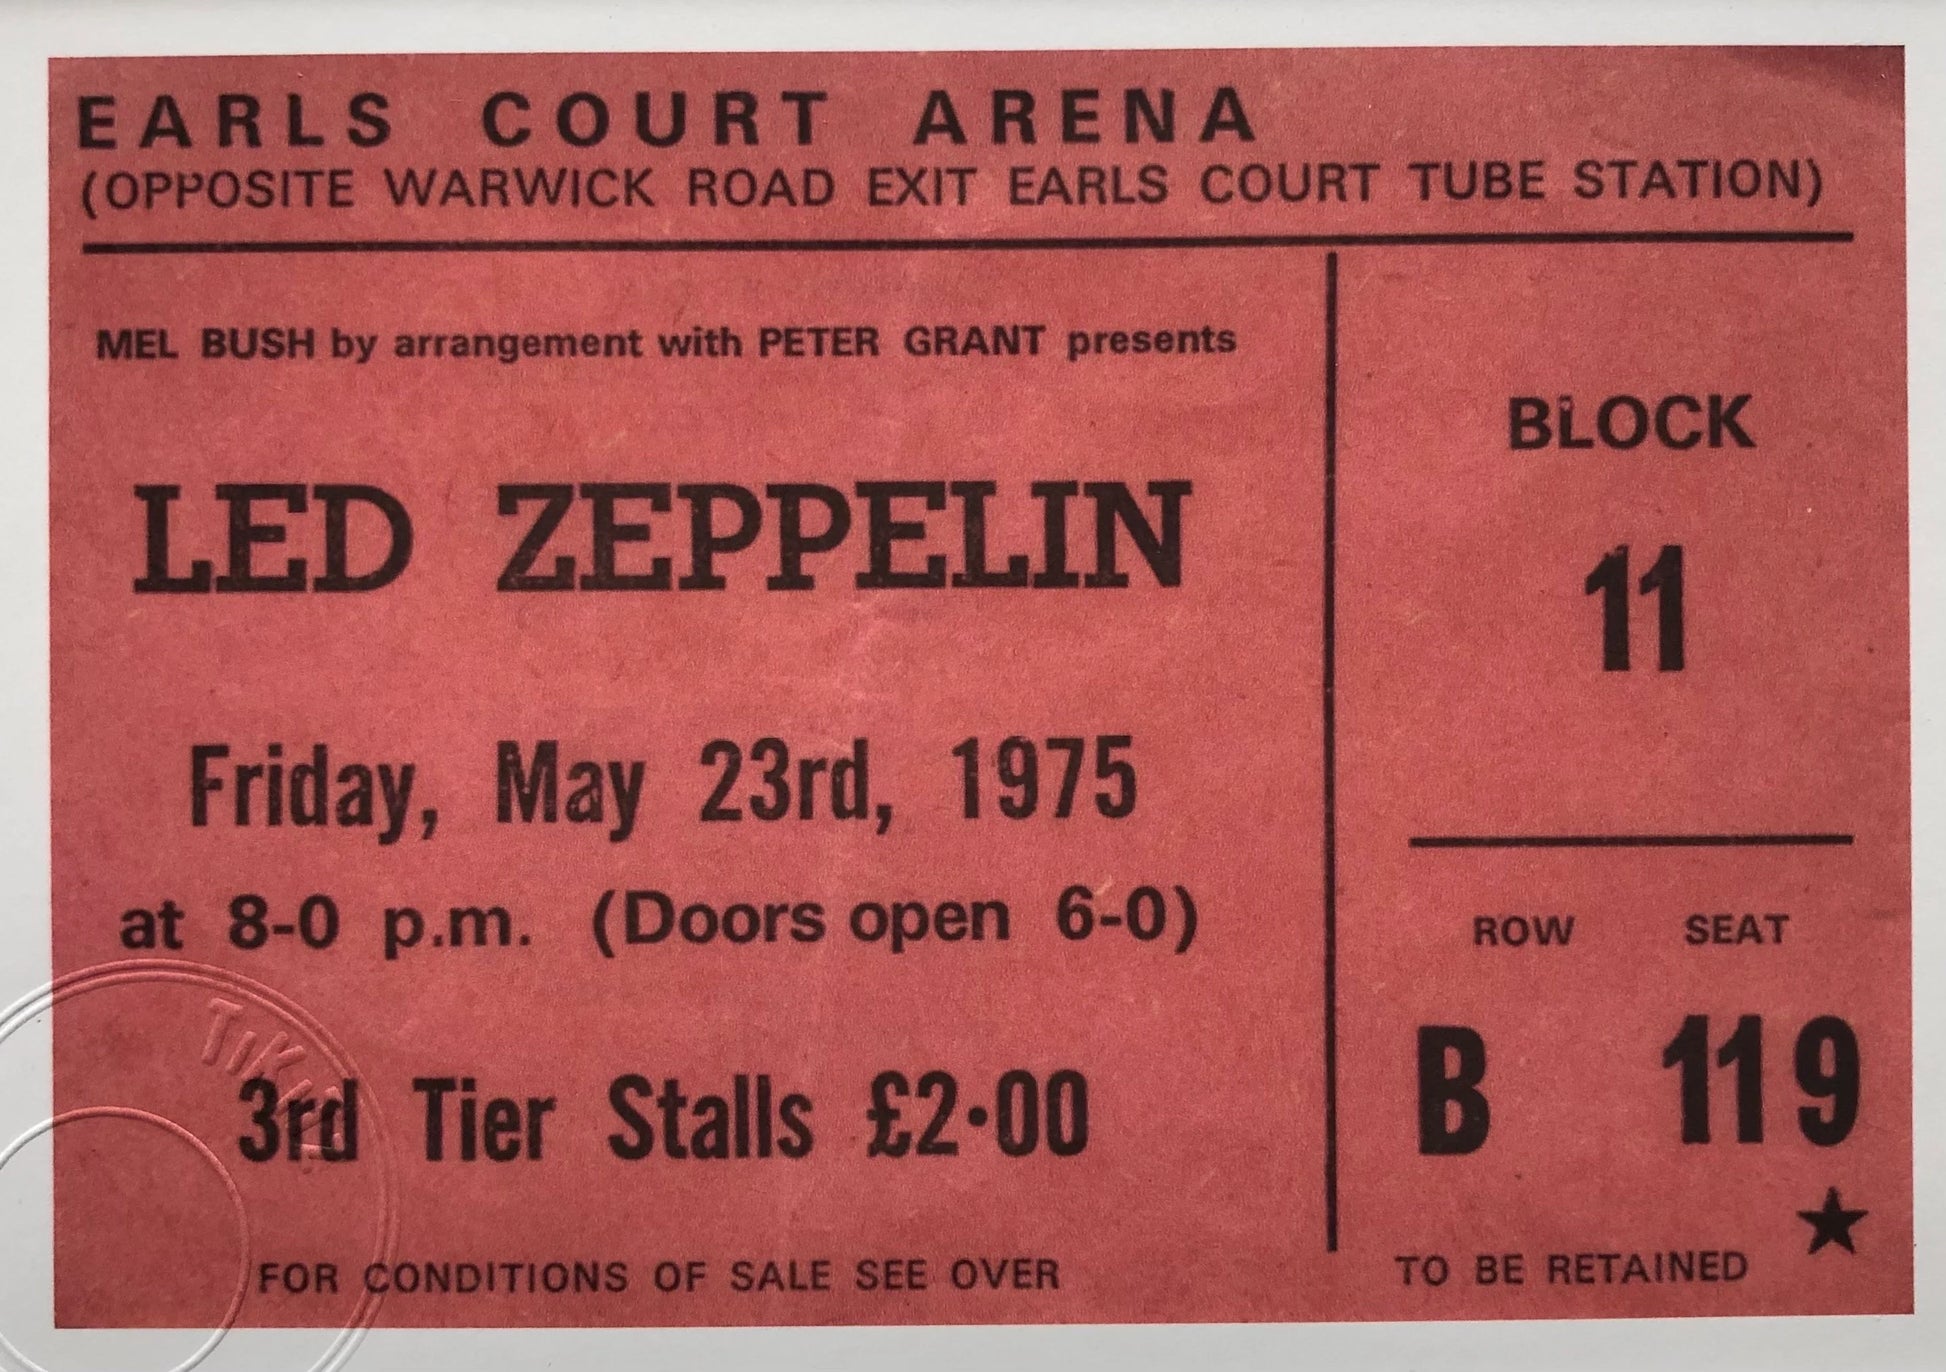 EARLS COURT ARENA
(OPPOSITE WARWICK ROAD EXIT EARLS COURT TUBE STATION)
MEL BUSH by arrangement with PETER GRANT presents
LED ZEPPELIN
Friday, May 23rd, 1975
at 8-0 p.m. (Doors open 6-0)
3rd Tier Stalls £2·00
FOR CONDITIONS OF SALE SEE OVER
BLOCK
11
ROW SEAT
B 119
TO BE RETAINED